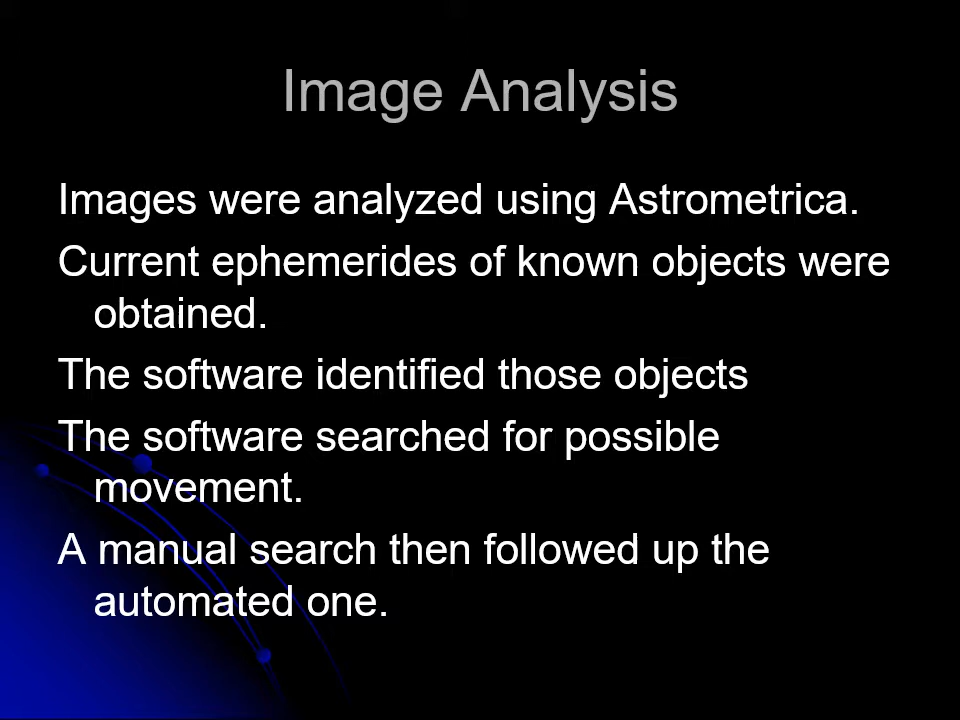 Image Analysis
Images were analyzed using Astrometrica.
Current ephemerides of known objects were
obtained.
The software identified those objects
The software searched for possible
movement.
A manual search then followed up the
automated one.